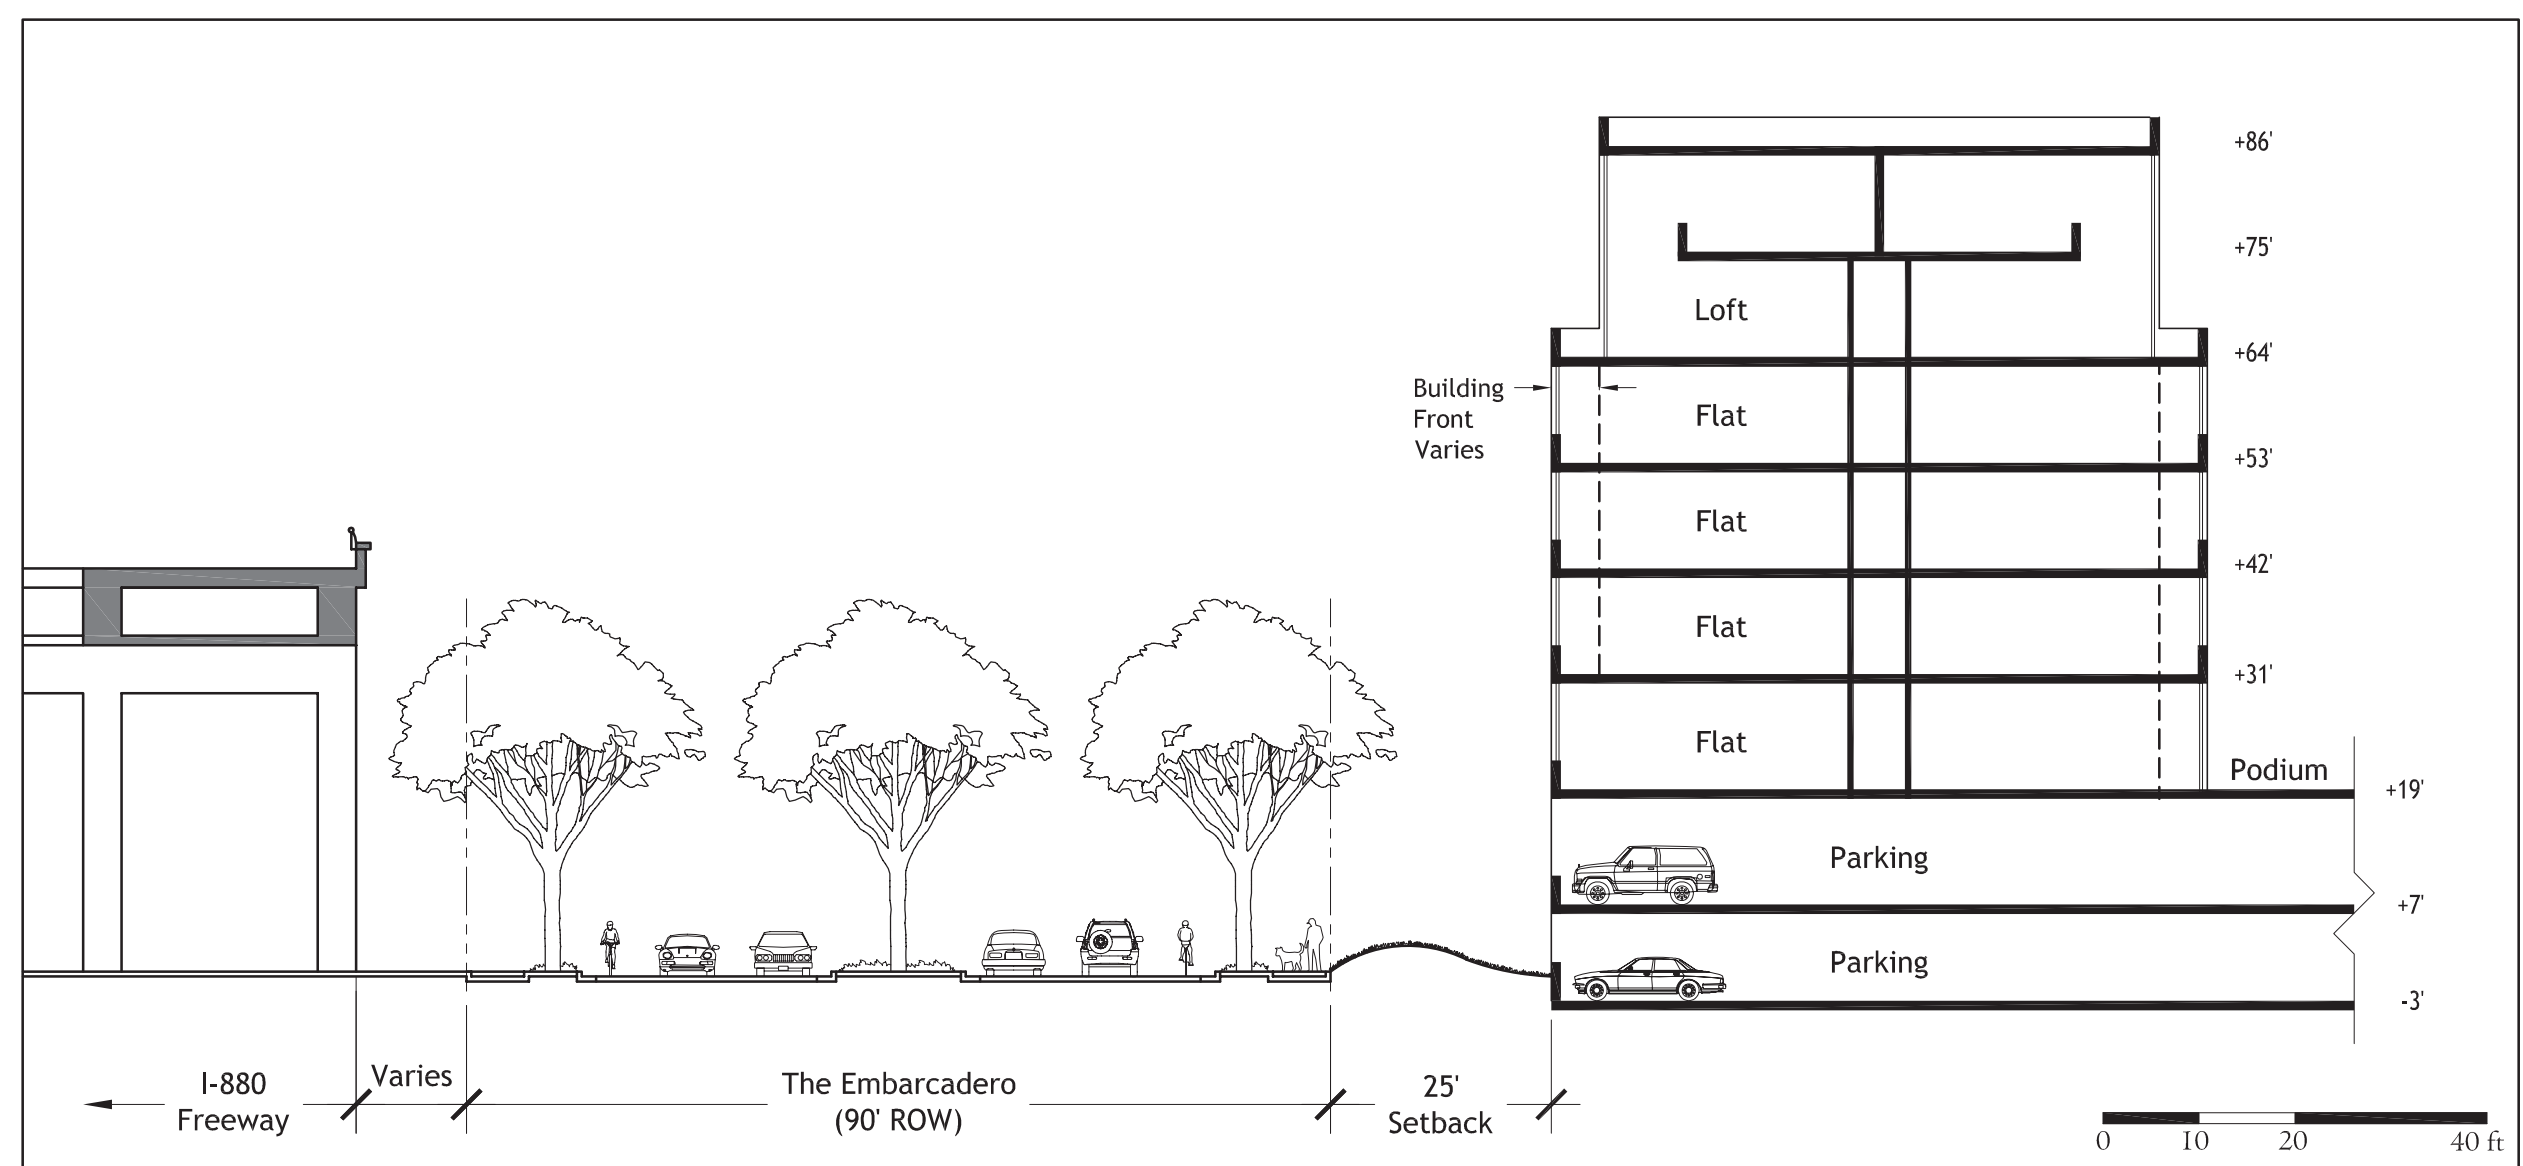 +86'
+75'
Loft
+64'
Building
Front
Varies
Flat
+53'
Flat
+42'
Flat
+31'
Flat
Podium
+19'
Parking
+7'
Parking
-3'
I-880
Freeway
Varies
The Embarcadero
(90' ROW)
25'
Setback
0 10 20 40 ft